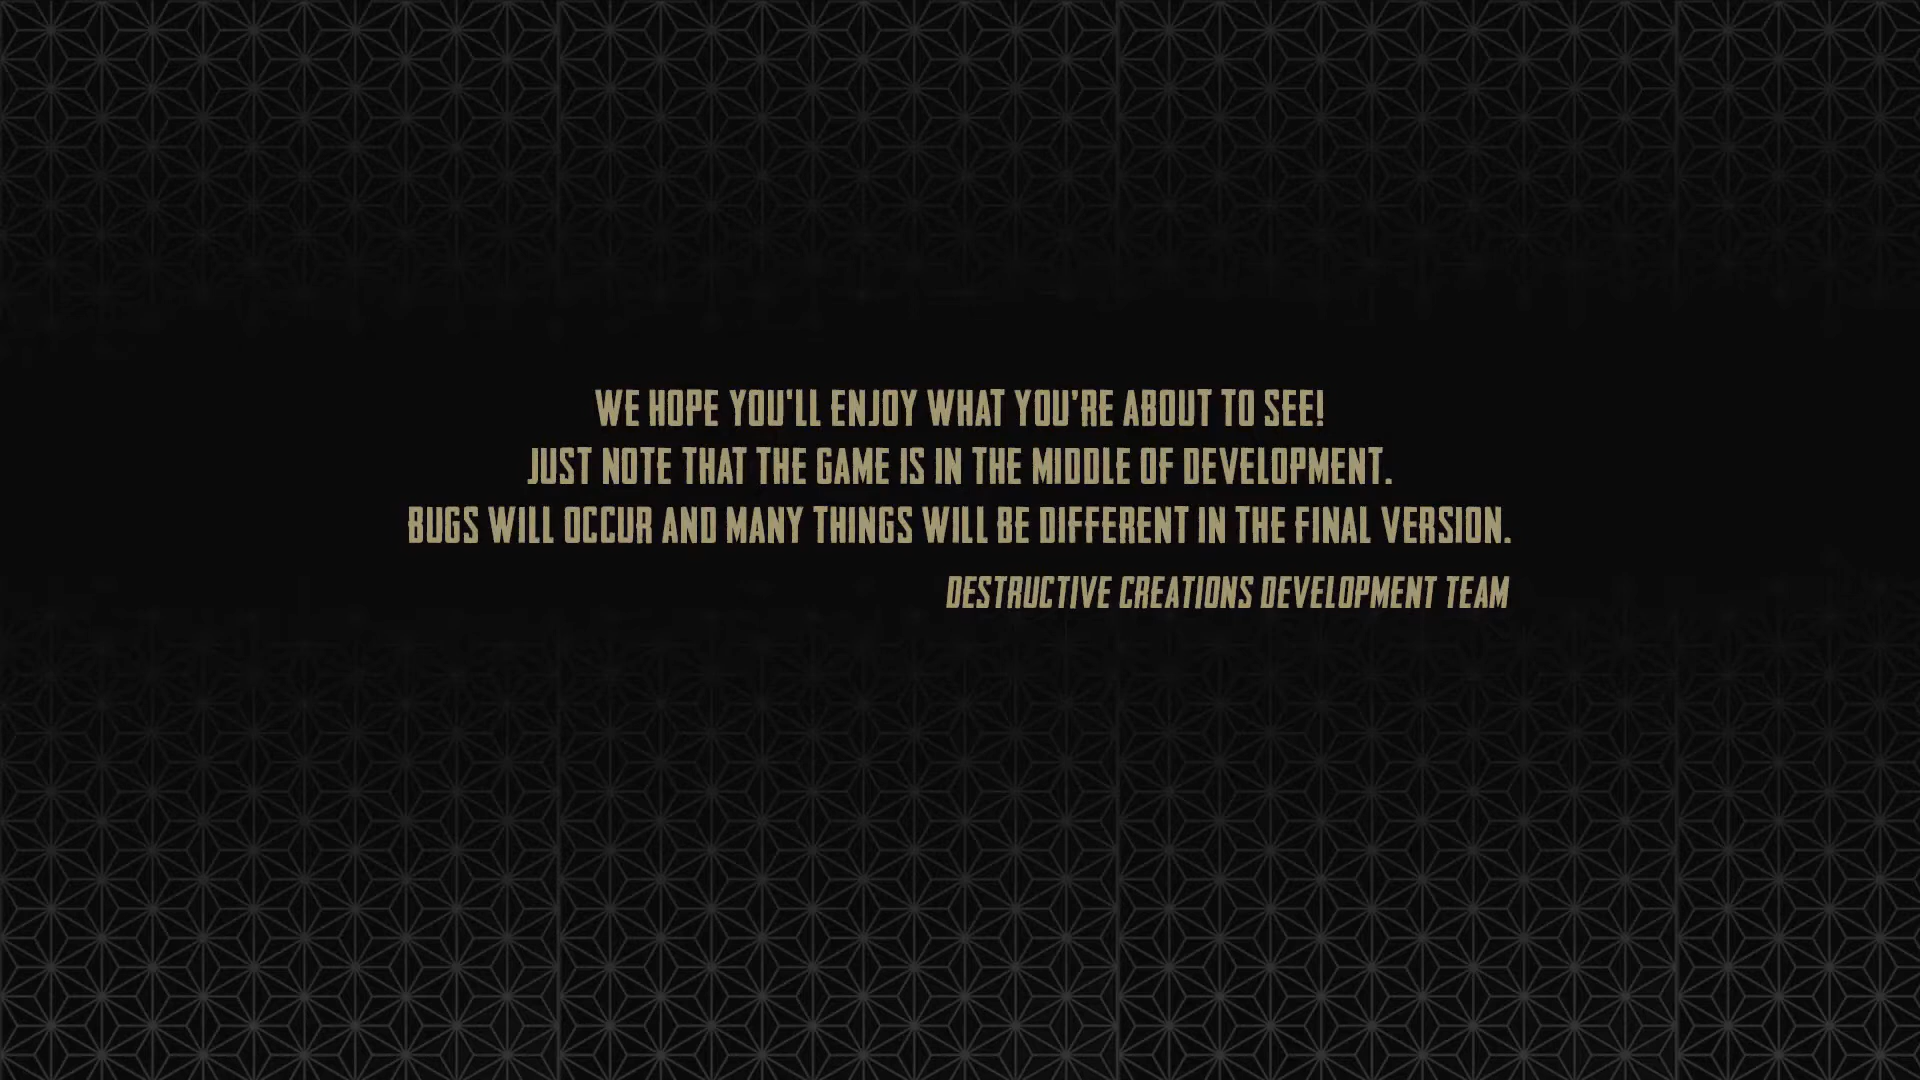 WE HOPE YOU'LL ENJOY WHAT YOU'RE ABOUT TO SEE!
JUST NOTE THAT THE GAME IS IN THE MIDDLE OF DEVELOPMENT.
BUGS WILL OCCUR AND MANY THINGS WILL BE DIFFERENT IN THE FINAL VERSION.
DESTRUCTIVE CREATIONS DEVELOPMENT TEAM